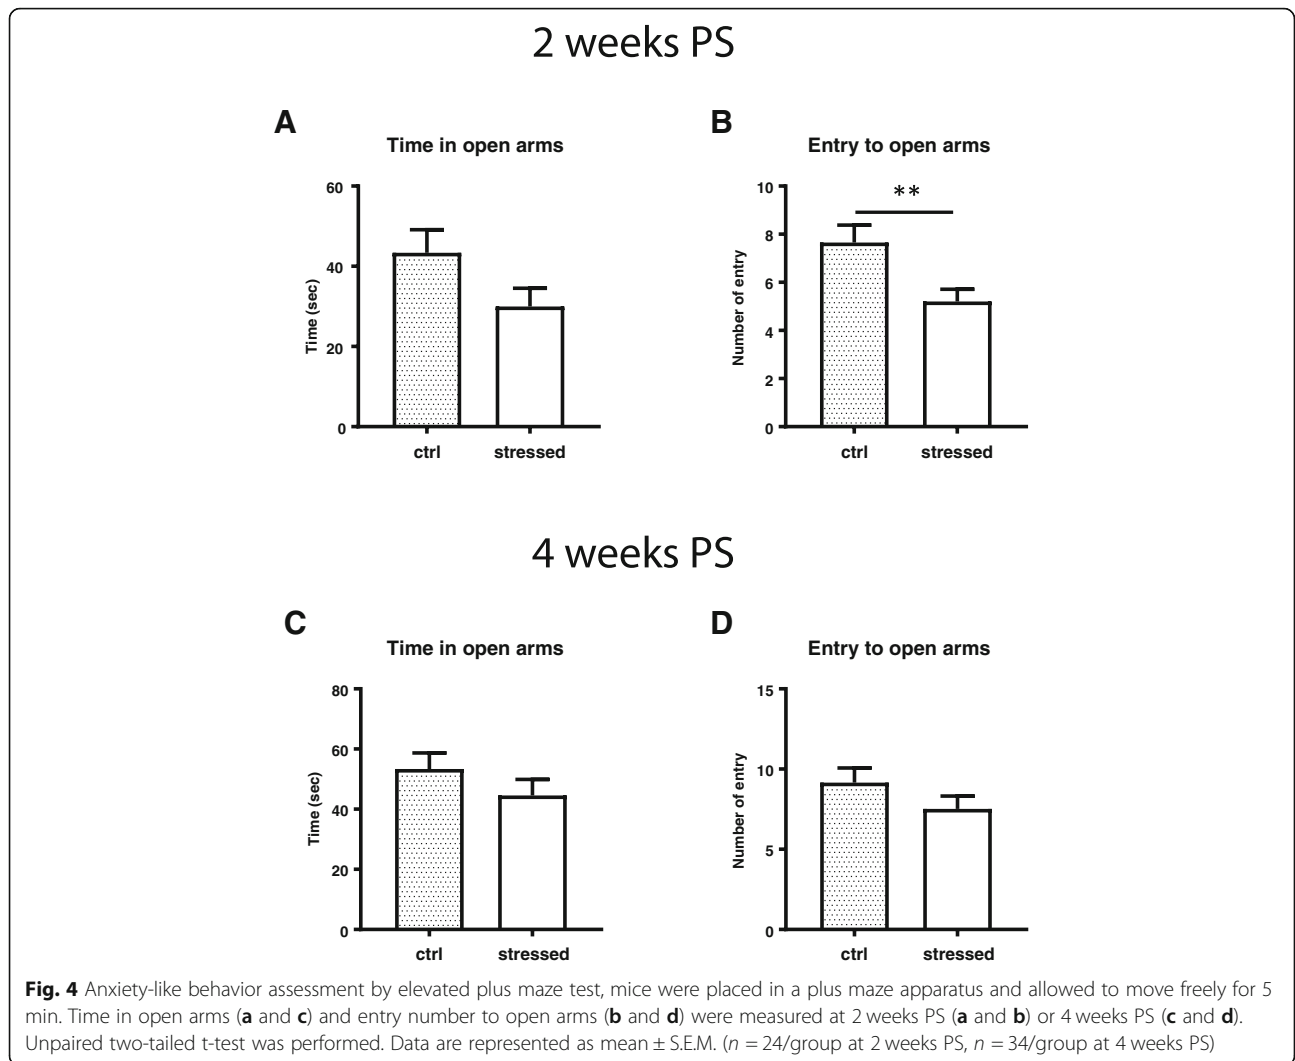 2 weeks PS
A
Time in open arms
60
40
20
0
Time (sec)
ctrl stressed
B
Entry to open arms
**
10
8
6
4
2
0
Number of entry
ctrl stressed
4 weeks PS
C
Time in open arms
80
60
40
20
0
Time (sec)
ctrl stressed
D
Entry to open arms
15
10
5
0
Number of entry
ctrl stressed
Fig. 4 Anxiety-like behavior assessment by elevated plus maze test, mice were placed in a plus maze apparatus and allowed to move freely for 5
min. Time in open arms (a and c) and entry number to open arms (b and d) were measured at 2 weeks PS (a and b) or 4 weeks PS (c and d).
Unpaired two-tailed t-test was performed. Data are represented as mean ± S.E.M. (n = 24/group at 2 weeks PS, n = 34/group at 4 weeks PS)